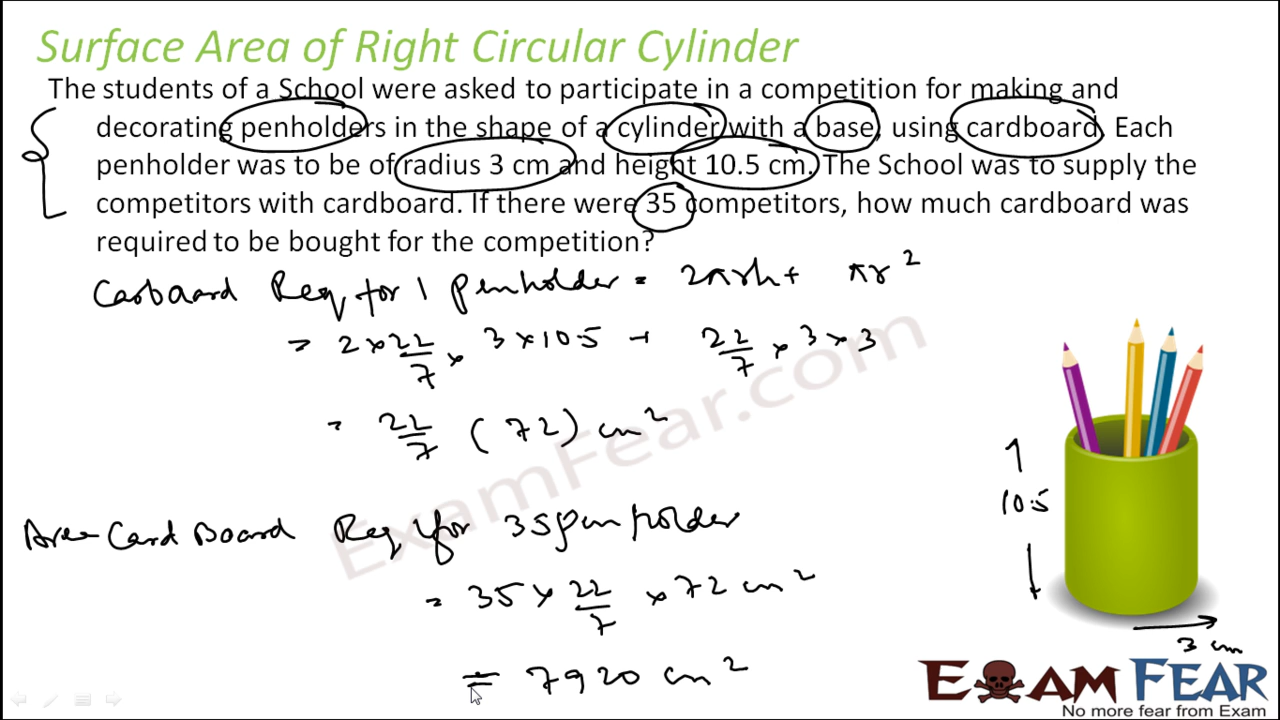 Surface Area of Right Circular Cylinder
The students of a School were asked to participate in a competition for making and
decorating penholders in the shape of a cylinder with a base, using cardboard. Each
penholder was to be of radius 3 cm and height 10.5 cm. The School was to supply the
competitors with cardboard. If there were 35 competitors, how much cardboard was
required to be bought for the competition?
Carbaard Req for 1 penholder = 2πrh + πr²
= 2 × 22/7 × 3 × 10.5 + 22/7 × 3 × 3
= 22/7 (72) cm²
10.5
Area Card Board Req for 35 penholder
= 35 × 22/7 × 72 cm²
= 7920 cm²
3 cm
ExamFear.com
EXAM FEAR
No more fear from Exam